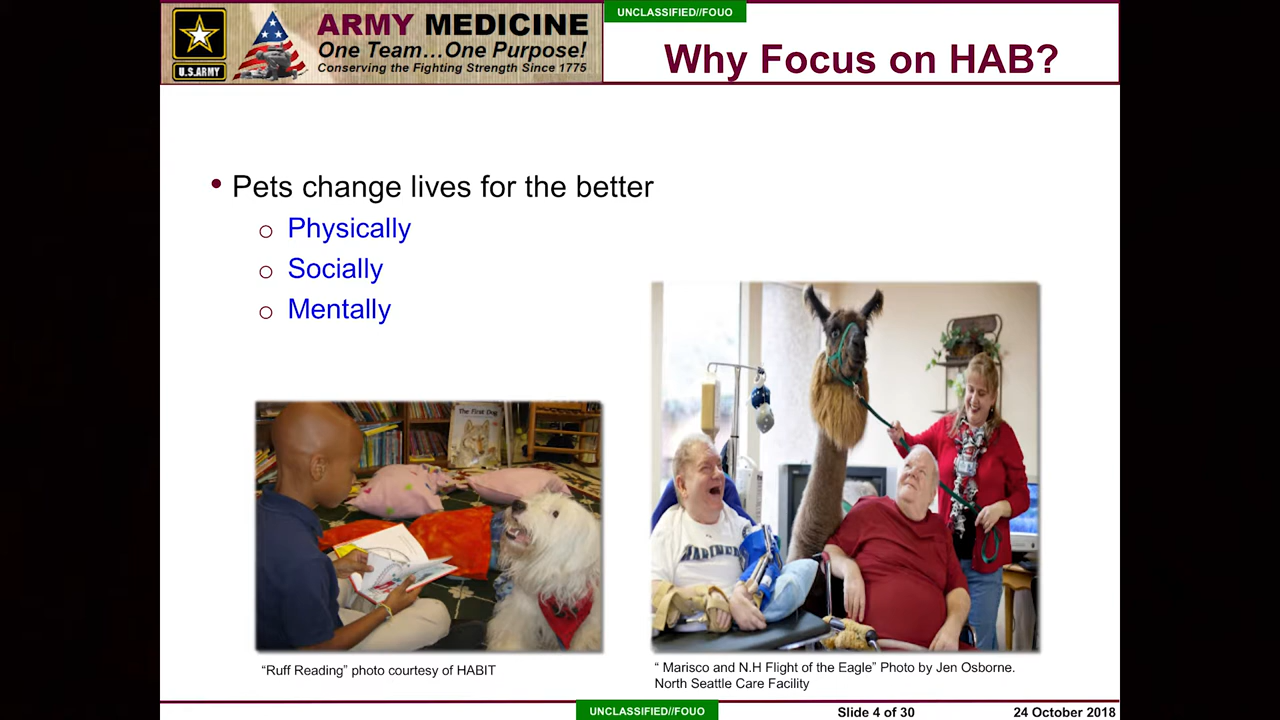 U.S.ARMY
ARMY MEDICINE
One Team...One Purpose!
Conserving the Fighting Strength Since 1775
UNCLASSIFIED//FOUO
Why Focus on HAB?
• Pets change lives for the better
o Physically
o Socially
o Mentally
The First Dog
“Ruff Reading” photo courtesy of HABIT
“ Marisco and N.H Flight of the Eagle” Photo by Jen Osborne.
North Seattle Care Facility
UNCLASSIFIED//FOUO
Slide 4 of 30
24 October 2018